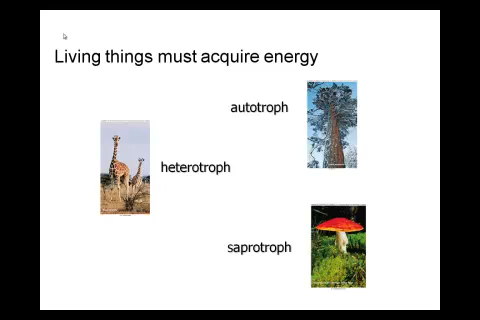 Living things must acquire energy
autotroph
heterotroph
saprotroph